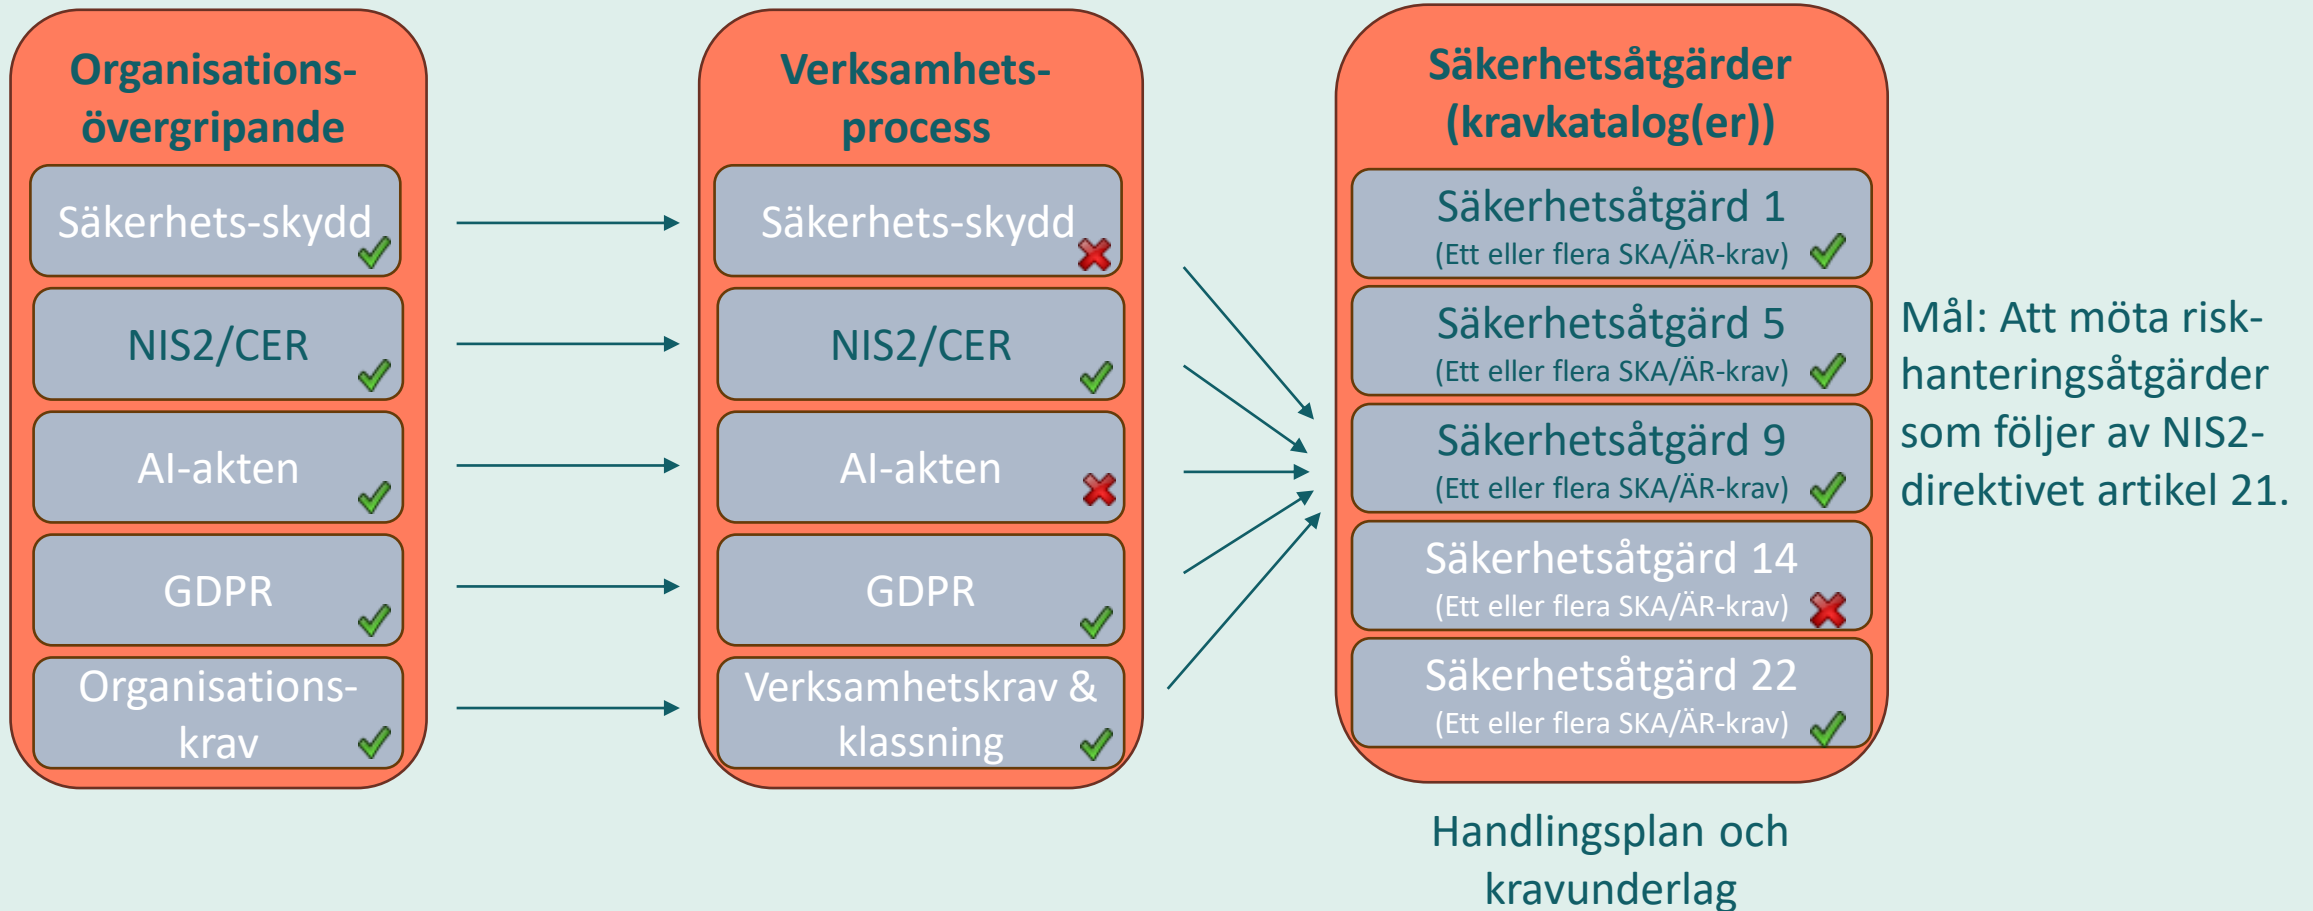 Organisations-
övergripande
Säkerhets-skydd
NIS2/CER
AI-akten
GDPR
Organisations-
krav
Verksamhets-
process
Säkerhets-skydd
NIS2/CER
AI-akten
GDPR
Verksamhetskrav &
klassning
Säkerhetsåtgärder
(kravkatalog(er))
Säkerhetsåtgärd 1
(Ett eller flera SKA/ÄR-krav)
Säkerhetsåtgärd 5
(Ett eller flera SKA/ÄR-krav)
Säkerhetsåtgärd 9
(Ett eller flera SKA/ÄR-krav)
Säkerhetsåtgärd 14
(Ett eller flera SKA/ÄR-krav)
Säkerhetsåtgärd 22
(Ett eller flera SKA/ÄR-krav)
Handlingsplan och
kravunderlag
Mål: Att möta risk-
hanteringsåtgärder
som följer av NIS2-
direktivet artikel 21.